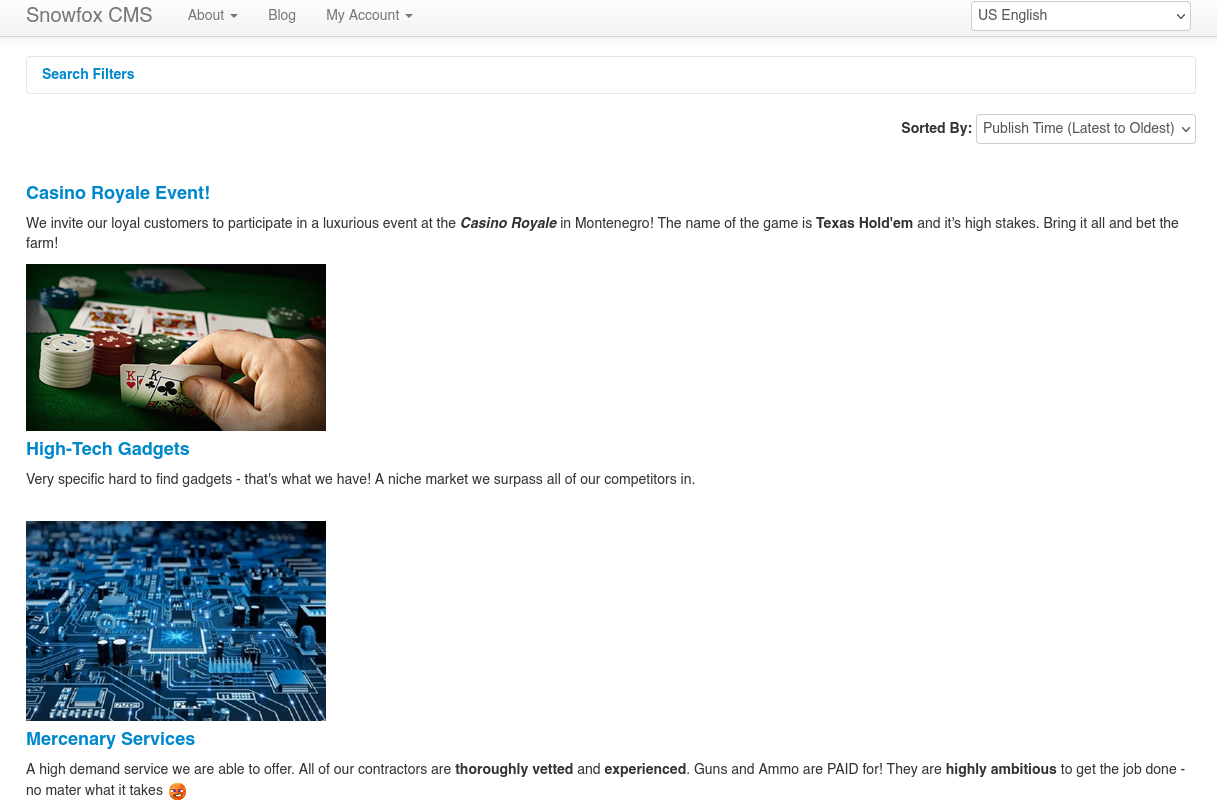 Snowfox CMS About Blog My Account US English
Search Filters
Sorted By: Publish Time (Latest to Oldest)
Casino Royale Event!
We invite our loyal customers to participate in a luxurious event at the Casino Royale in Montenegro! The name of the game is Texas Hold'em and it's high stakes. Bring it all and bet the
farm!
K K
High-Tech Gadgets
Very specific hard to find gadgets - that's what we have! A niche market we surpass all of our competitors in.
Mercenary Services
A high demand service we are able to offer. All of our contractors are thoroughly vetted and experienced. Guns and Ammo are PAID for! They are highly ambitious to get the job done -
no mater what it takes